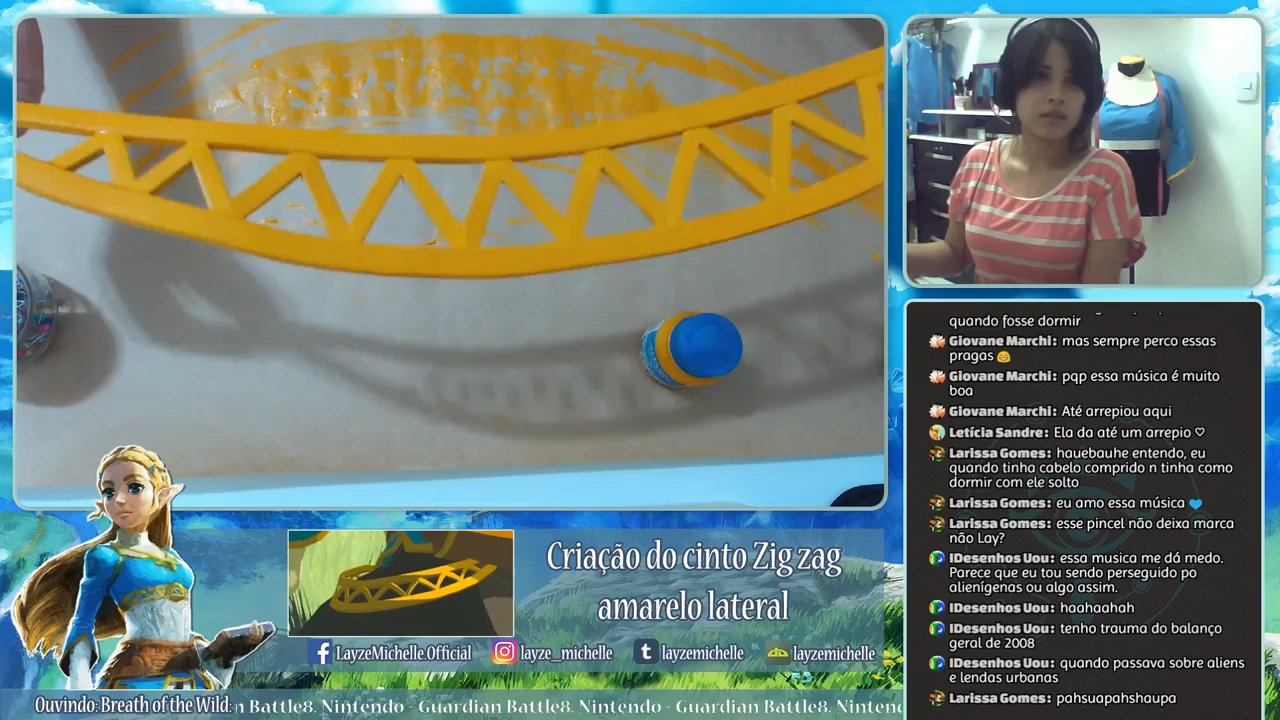 quando fosse dormir
Giovane Marchi: mas sempre perco essas
pragas 😂
Giovane Marchi: pqp essa música é muito
boa
Giovane Marchi: Até arrepiou aqui
Letícia Sandre: Ela da até um arrepio ♡
Larissa Gomes: hauebauhe entendo, eu
quando tinha cabelo comprido n tinha como
dormir com ele solto
Larissa Gomes: eu amo essa música 💙
Larissa Gomes: esse pincel não deixa marca
não Lay?
IDesenhos Uou: essa musica me dá medo.
Parece que eu tou sendo perseguido po
alienígenas ou algo assim.
IDesenhos Uou: haahaahah
IDesenhos Uou: tenho trauma do balanço
geral de 2008
IDesenhos Uou: quando passava sobre aliens
e lendas urbanas
Larissa Gomes: pahsuapahshaupa
Criação do cinto Zig zag
amarelo lateral
LayzeMichelle.Official layze_michelle layzemichelle layzemichelle
Ouvindo: Breath of the Wild: n Battle8. Nintendo - Guardian Battle8. Nintendo - Guardian Battle8. Ninten